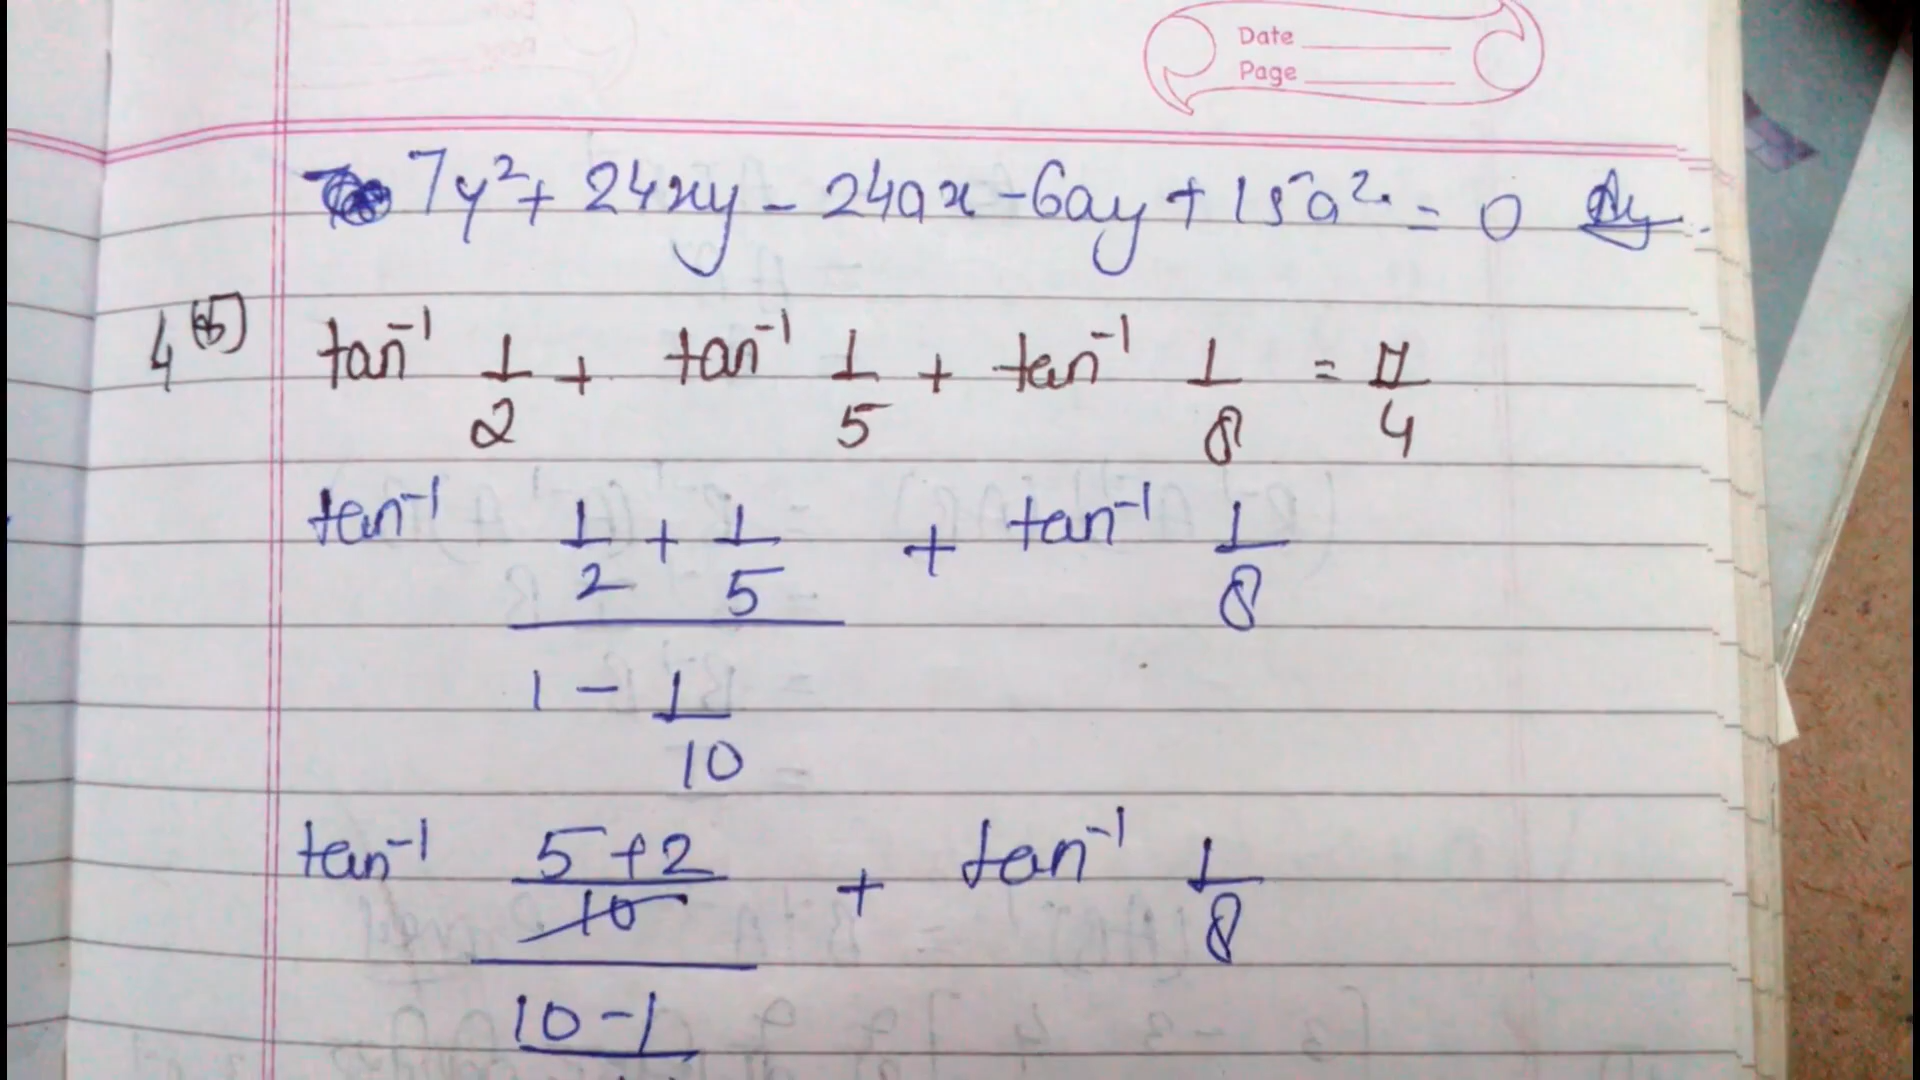 Date
Page
7y² + 24xy - 24ax - 6ay + 15a² = 0
4(b) tan⁻¹ 1/2 + tan⁻¹ 1/5 + tan⁻¹ 1/8 = π/4
tan⁻¹ 1/2 + 1/5 + tan⁻¹ 1/8
1 - 1/10
tan⁻¹ 5+2/10 + tan⁻¹ 1/8
10-1